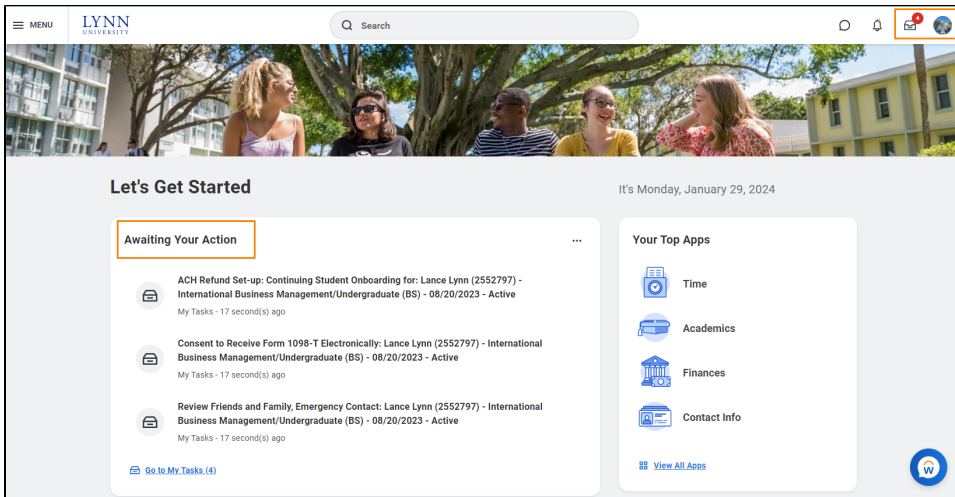 MENU
LYNN
UNIVERSITY
Search
4
Let's Get Started
It's Monday, January 29, 2024
Awaiting Your Action
ACH Refund Set-up: Continuing Student Onboarding for: Lance Lynn (2552797) -
International Business Management/Undergraduate (BS) - 08/20/2023 - Active
My Tasks - 17 second(s) ago
Consent to Receive Form 1098-T Electronically: Lance Lynn (2552797) - International
Business Management/Undergraduate (BS) - 08/20/2023 - Active
My Tasks - 17 second(s) ago
Review Friends and Family, Emergency Contact: Lance Lynn (2552797) - International
Business Management/Undergraduate (BS) - 08/20/2023 - Active
My Tasks - 17 second(s) ago
Go to My Tasks (4)
Your Top Apps
Time
Academics
Finances
Contact Info
View All Apps
W